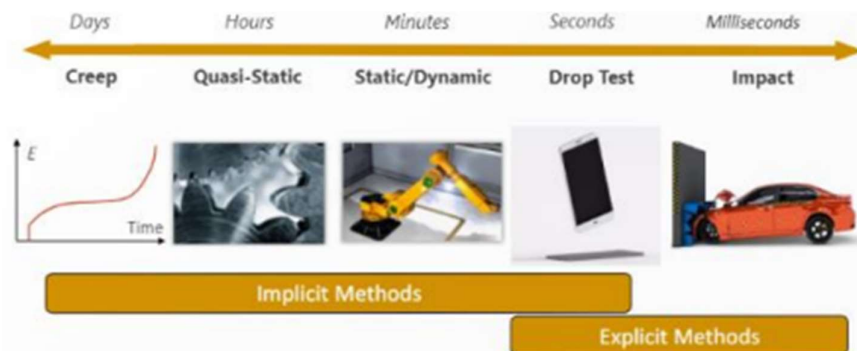 Days Hours Minutes Seconds Milliseconds
Creep Quasi-Static Static/Dynamic Drop Test Impact
E
Time
Implicit Methods
Explicit Methods